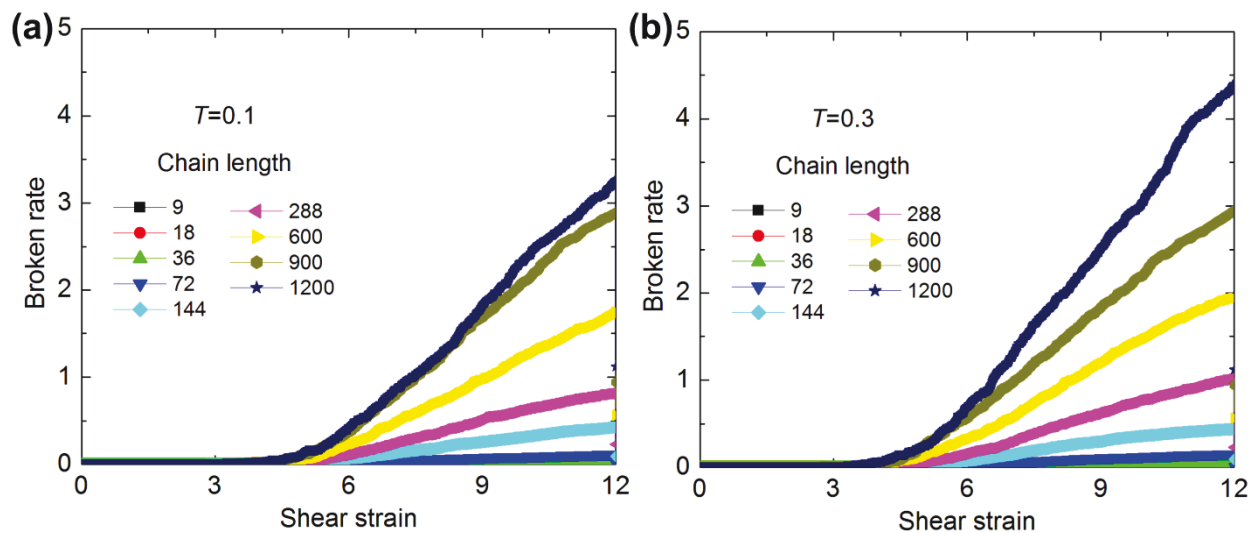 (a)
5
4
3
2
1
0
Broken rate
T=0.1
Chain length
9 288
18 600
36 900
72 1200
144
0 3 6 9 12
Shear strain
(b)
5
4
3
2
1
0
Broken rate
T=0.3
Chain length
9 288
18 600
36 900
72 1200
144
0 3 6 9 12
Shear strain